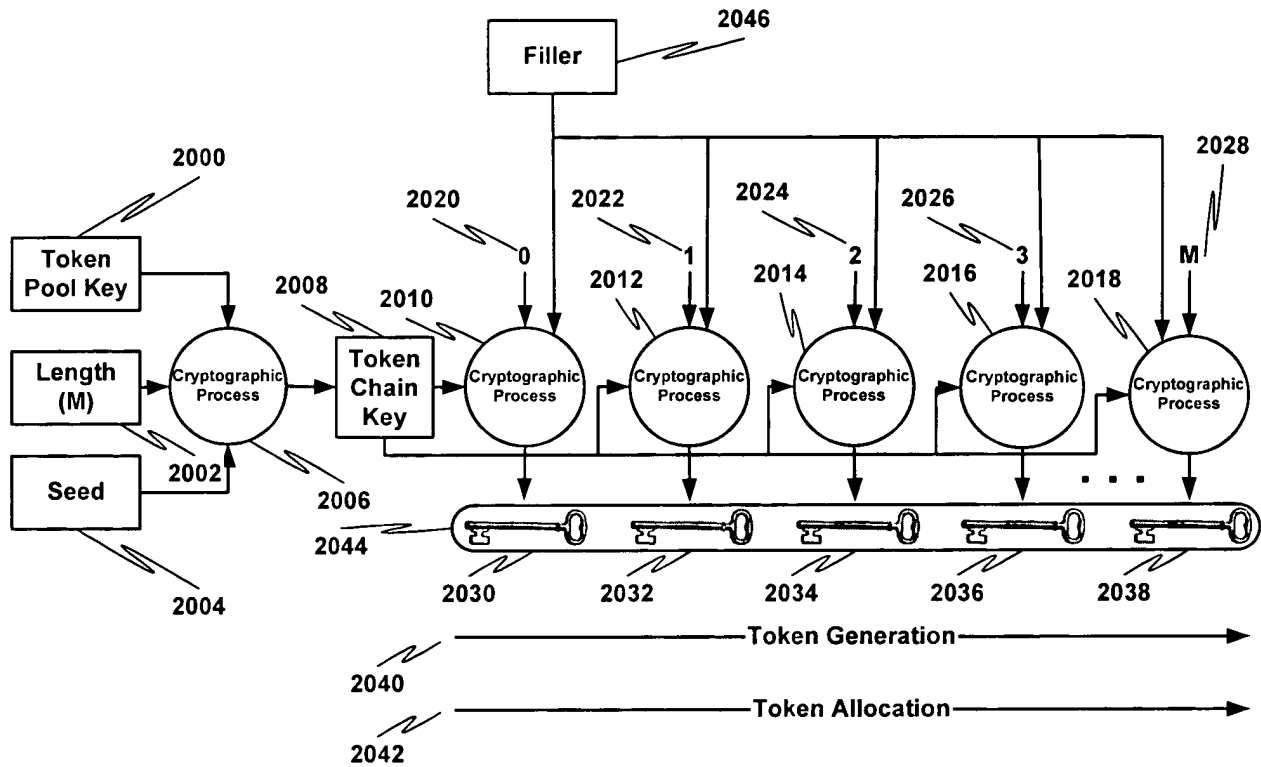 2046
Filler
2000
2028
2020
2022
2024
2026
Token
Pool Key
0
1
2
3
M
2008
2010
2012
2014
2016
2018
Length
(M)
Cryptographic
Process
Token
Chain
Key
Cryptographic
Process
Cryptographic
Process
Cryptographic
Process
Cryptographic
Process
Cryptographic
Process
2002
Seed
2006
. . .
2044
2004
2030
2032
2034
2036
2038
Token Generation
2040
Token Allocation
2042